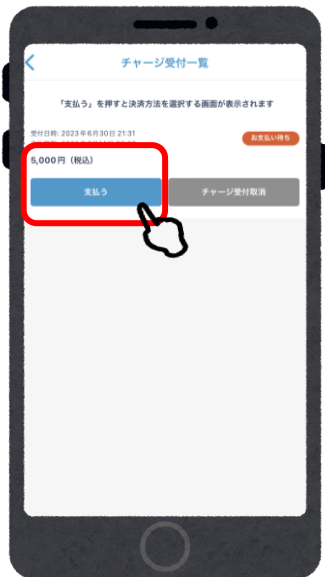 チャージ受付一覧
「支払う」を押すと決済方法を選択する画面が表示されます
受付日時: 2023年6月30日 21:31
お支払い待ち
5,000円（税込）
支払う
チャージ受付取消